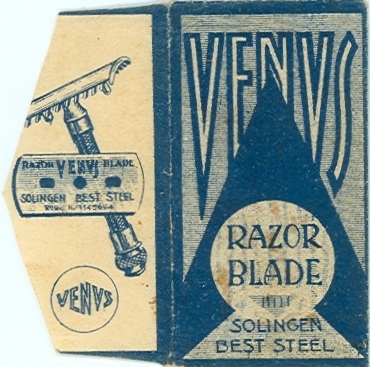 RAZOR VENVS BLADE
SOLINGEN BEST STEEL
VENVS
VENVS
RAZOR
BLADE
SOLINGEN
BEST STEEL